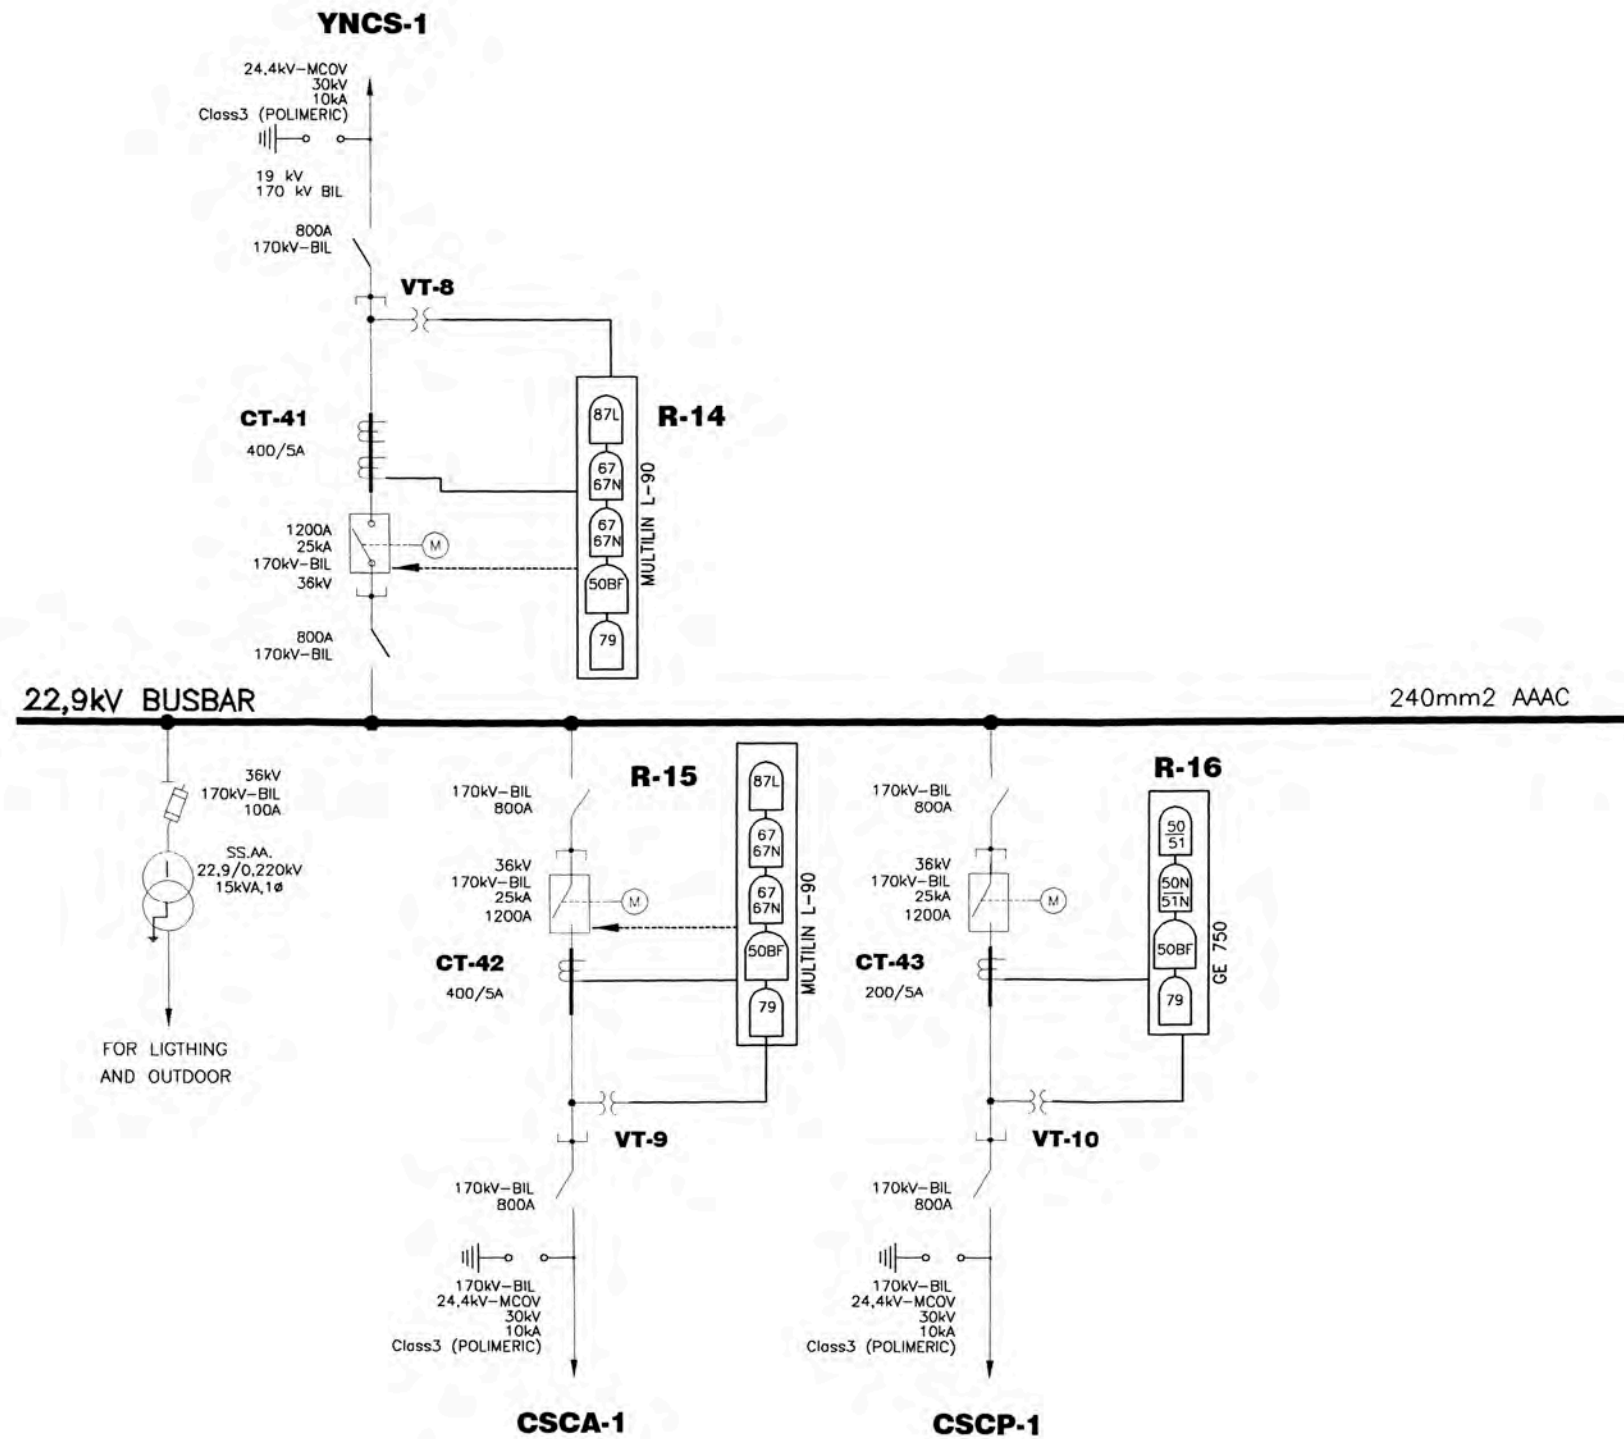 YNCS-1
24,4kV-MCOV
30kV
10kA
Class3 (POLIMERIC)
19 kV
170 kV BIL
800A
170kV-BIL
VT-8
CT-41
400/5A
87L
67
67N
67
67N
50BF
79
R-14
MULTILIN L-90
1200A
25kA
170kV-BIL
36kV
M
800A
170kV-BIL
22,9kV BUSBAR
240mm2 AAAC
36kV
170kV-BIL
100A
SS.AA.
22,9/0,220kV
15kVA,1ø
FOR LIGTHING
AND OUTDOOR
170kV-BIL
800A
R-15
87L
67
67N
67
67N
50BF
79
MULTILIN L-90
36kV
170kV-BIL
25kA
1200A
M
CT-42
400/5A
VT-9
170kV-BIL
800A
170kV-BIL
24,4kV-MCOV
30kV
10kA
Class3 (POLIMERIC)
CSCA-1
170kV-BIL
800A
R-16
50
51
50N
51N
50BF
79
GE 750
36kV
170kV-BIL
25kA
1200A
M
CT-43
200/5A
VT-10
170kV-BIL
800A
170kV-BIL
24,4kV-MCOV
30kV
10kA
Class3 (POLIMERIC)
CSCP-1